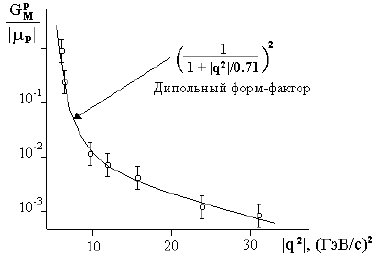 G_M^P
|μ_P|
(1 / (1 + |q²|/0.71))²
Дипольный форм-фактор
10⁻¹
10⁻²
10⁻³
10 20 30
|q²|, (ГэВ/с)²